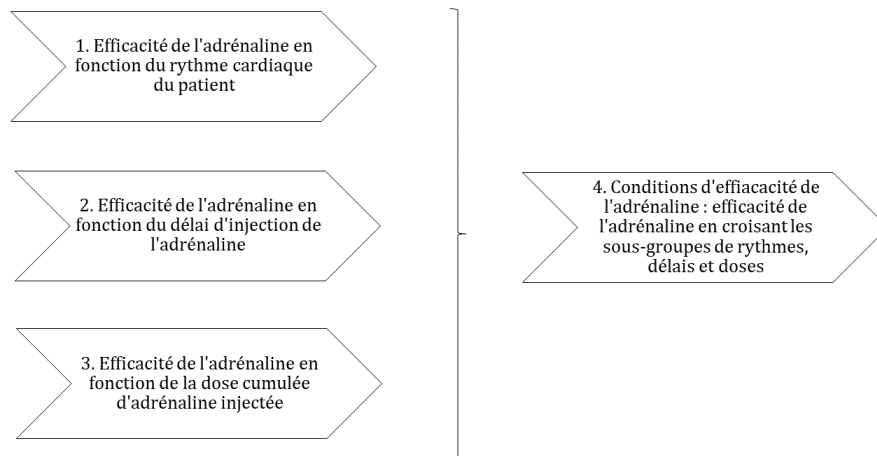 1. Efficacité de l'adrénaline en
fonction du rythme cardiaque
du patient
2. Efficacité de l'adrénaline en
fonction du délai d'injection de
l'adrénaline
3. Efficacité de l'adrénaline en
fonction de la dose cumulée
d'adrénaline injectée
4. Conditions d'effiacacité de
l'adrénaline : efficacité de
l'adrénaline en croisant les
sous-groupes de rythmes,
délais et doses